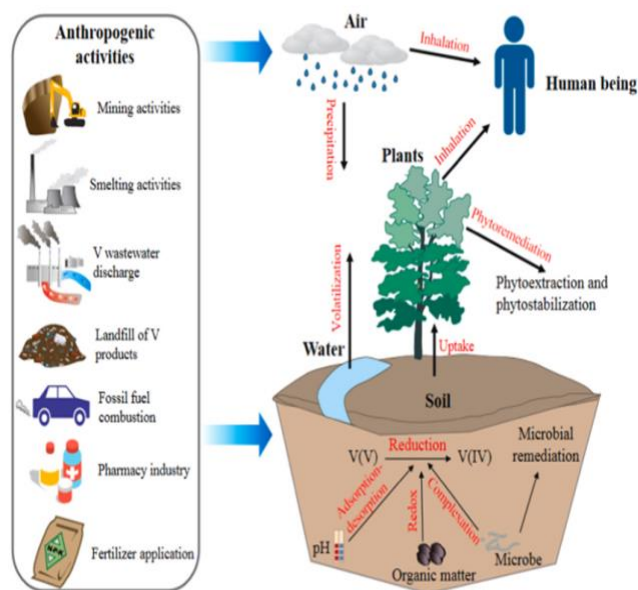 Anthropogenic
activities
Mining activities
Smelting activities
V wastewater
discharge
Landfill of V
products
Fossil fuel
combustion
Pharmacy industry
NPK
Fertilizer application
Air
Inhalation
Human being
Precipitation
Plants
Inhalation
Phytoremediation
Phytoextraction and
phytostabilization
Volatilization
Water
Uptake
Soil
V(V)
Reduction
V(IV)
Microbial
remediation
Adsorption-
desorption
Redox
Complexation
pH
Organic matter
Microbe